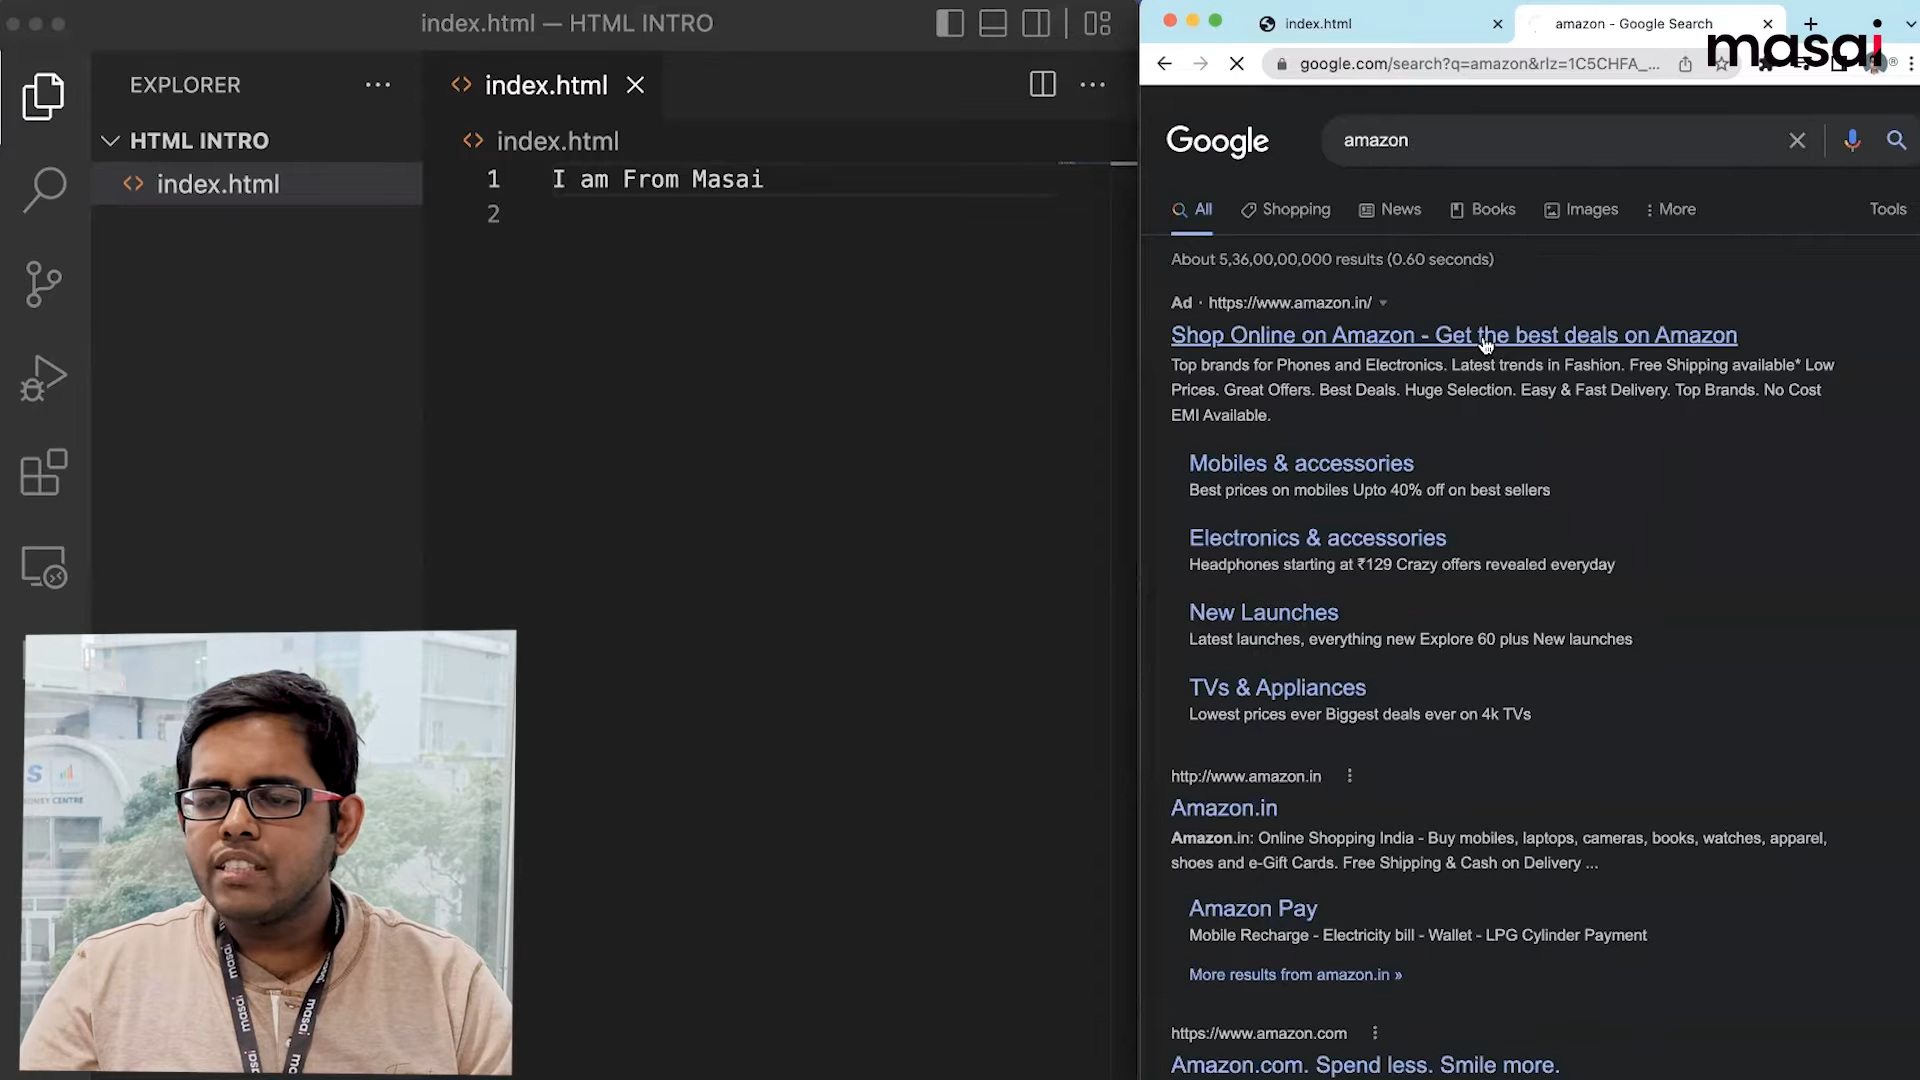 index.html — HTML INTRO
EXPLORER
HTML INTRO
index.html
index.html
index.html
1 I am From Masai
2
index.html
amazon - Google Search
masai
google.com/search?q=amazon&rlz=1C5CHFA_...
Google
amazon
All
Shopping
News
Books
Images
More
Tools
About 5,36,00,00,000 results (0.60 seconds)
Ad · https://www.amazon.in/
Shop Online on Amazon - Get the best deals on Amazon
Top brands for Phones and Electronics. Latest trends in Fashion. Free Shipping available* Low
Prices. Great Offers. Best Deals. Huge Selection. Easy & Fast Delivery. Top Brands. No Cost
EMI Available.
Mobiles & accessories
Best prices on mobiles Upto 40% off on best sellers
Electronics & accessories
Headphones starting at ₹129 Crazy offers revealed everyday
New Launches
Latest launches, everything new Explore 60 plus New launches
TVs & Appliances
Lowest prices ever Biggest deals ever on 4k TVs
http://www.amazon.in
Amazon.in
Amazon.in: Online Shopping India - Buy mobiles, laptops, cameras, books, watches, apparel,
shoes and e-Gift Cards. Free Shipping & Cash on Delivery ...
Amazon Pay
Mobile Recharge - Electricity bill - Wallet - LPG Cylinder Payment
More results from amazon.in »
https://www.amazon.com
Amazon.com. Spend less. Smile more.
masai
masai